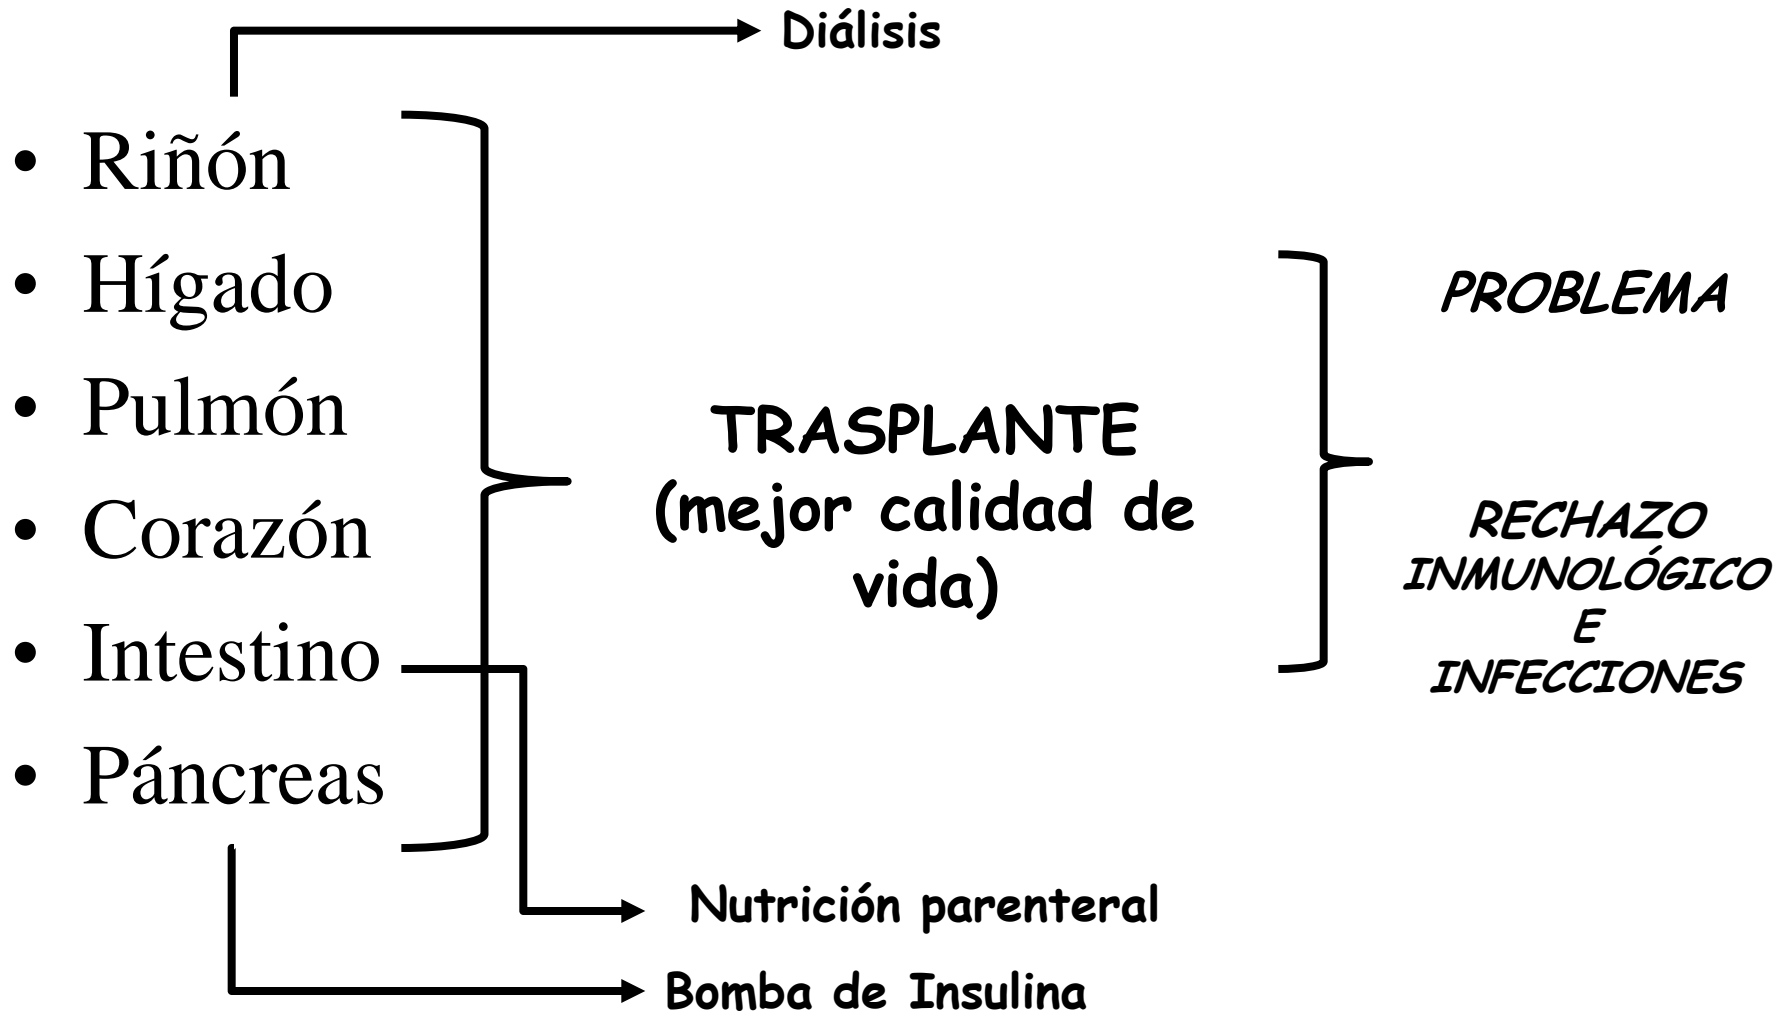 Diálisis
• Riñón
• Hígado
• Pulmón
• Corazón
• Intestino
• Páncreas
TRASPLANTE
(mejor calidad de
vida)
PROBLEMA
RECHAZO
INMUNOLÓGICO
E
INFECCIONES
Nutrición parenteral
Bomba de Insulina